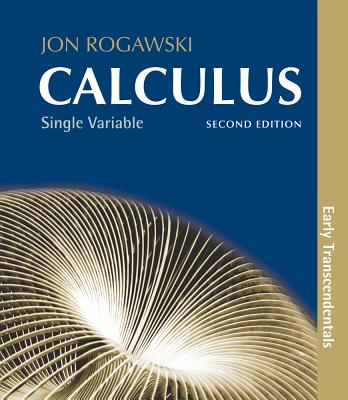 JON ROGAWSKI
CALCULUS
Single Variable
SECOND EDITION
Early Transcendentals